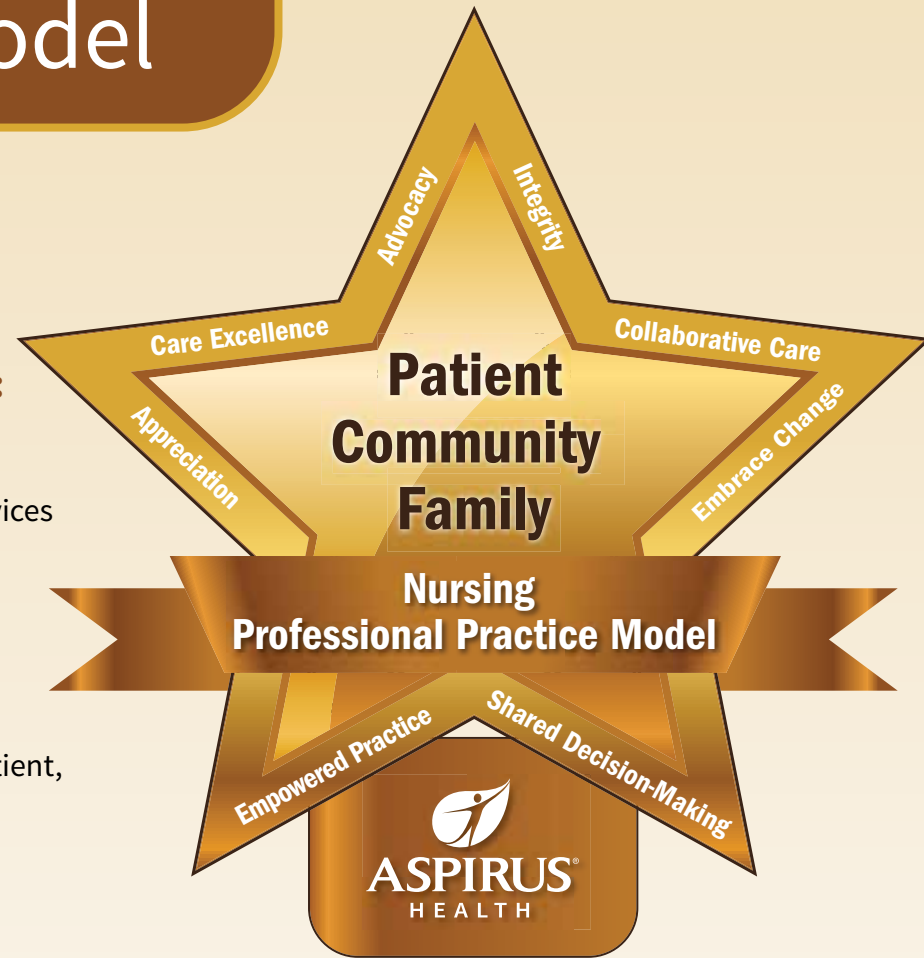 odel
Advocacy
Integrity
Care Excellence
Collaborative Care
Appreciation
Embrace Change
Patient
Community
Family
Nursing
Professional Practice Model
Empowered Practice
Shared Decision-Making
ASPIRUS®
HEALTH
:
ices
tient,